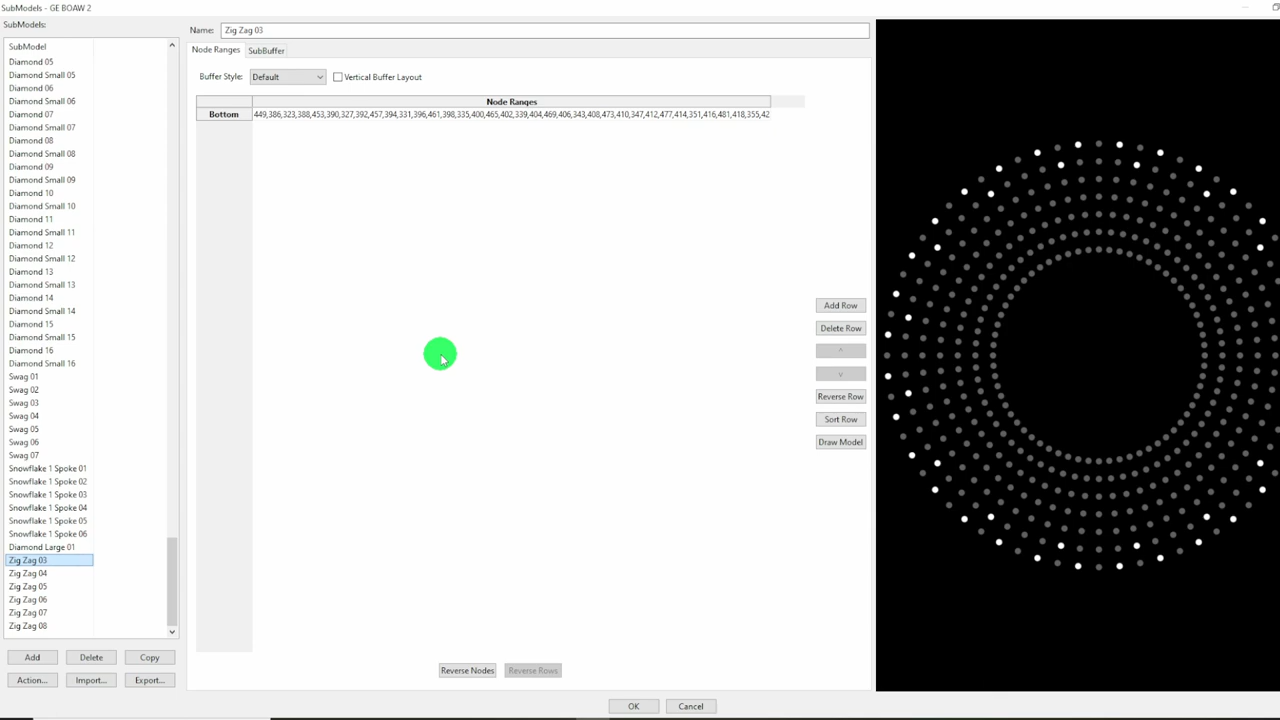 SubModels - GE BOAW 2
SubModels:
SubModel
Diamond 05
Diamond Small 05
Diamond 06
Diamond Small 06
Diamond 07
Diamond Small 07
Diamond 08
Diamond Small 08
Diamond 09
Diamond Small 09
Diamond 10
Diamond Small 10
Diamond 11
Diamond Small 11
Diamond 12
Diamond Small 12
Diamond 13
Diamond Small 13
Diamond 14
Diamond Small 14
Diamond 15
Diamond Small 15
Diamond 16
Diamond Small 16
Swag 01
Swag 02
Swag 03
Swag 04
Swag 05
Swag 06
Swag 07
Snowflake 1 Spoke 01
Snowflake 1 Spoke 02
Snowflake 1 Spoke 03
Snowflake 1 Spoke 04
Snowflake 1 Spoke 05
Snowflake 1 Spoke 06
Diamond Large 01
Zig Zag 03
Zig Zag 04
Zig Zag 05
Zig Zag 06
Zig Zag 07
Zig Zag 08
Add Delete Copy
Action... Import... Export...
Name: Zig Zag 03
Node Ranges SubBuffer
Buffer Style: Default Vertical Buffer Layout
Node Ranges
Bottom 449,386,323,388,453,390,327,392,457,394,331,396,461,398,335,400,465,402,339,404,469,406,343,408,473,410,347,412,477,414,351,416,481,418,355,42
Add Row
Delete Row
^
v
Reverse Row
Sort Row
Draw Model
Reverse Nodes Reverse Rows
OK Cancel